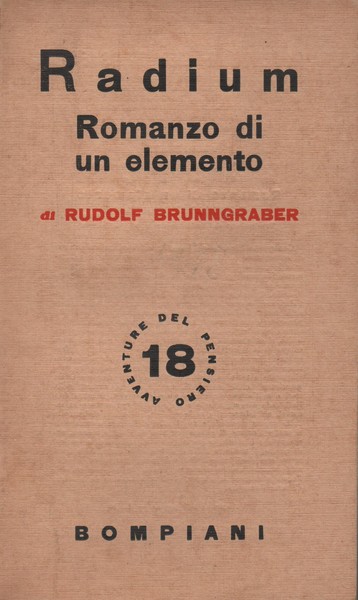 Radium
Romanzo di
un elemento
di RUDOLF BRUNNGRABER
AVVENTURE DEL PENSIERO
18
BOMPIANI